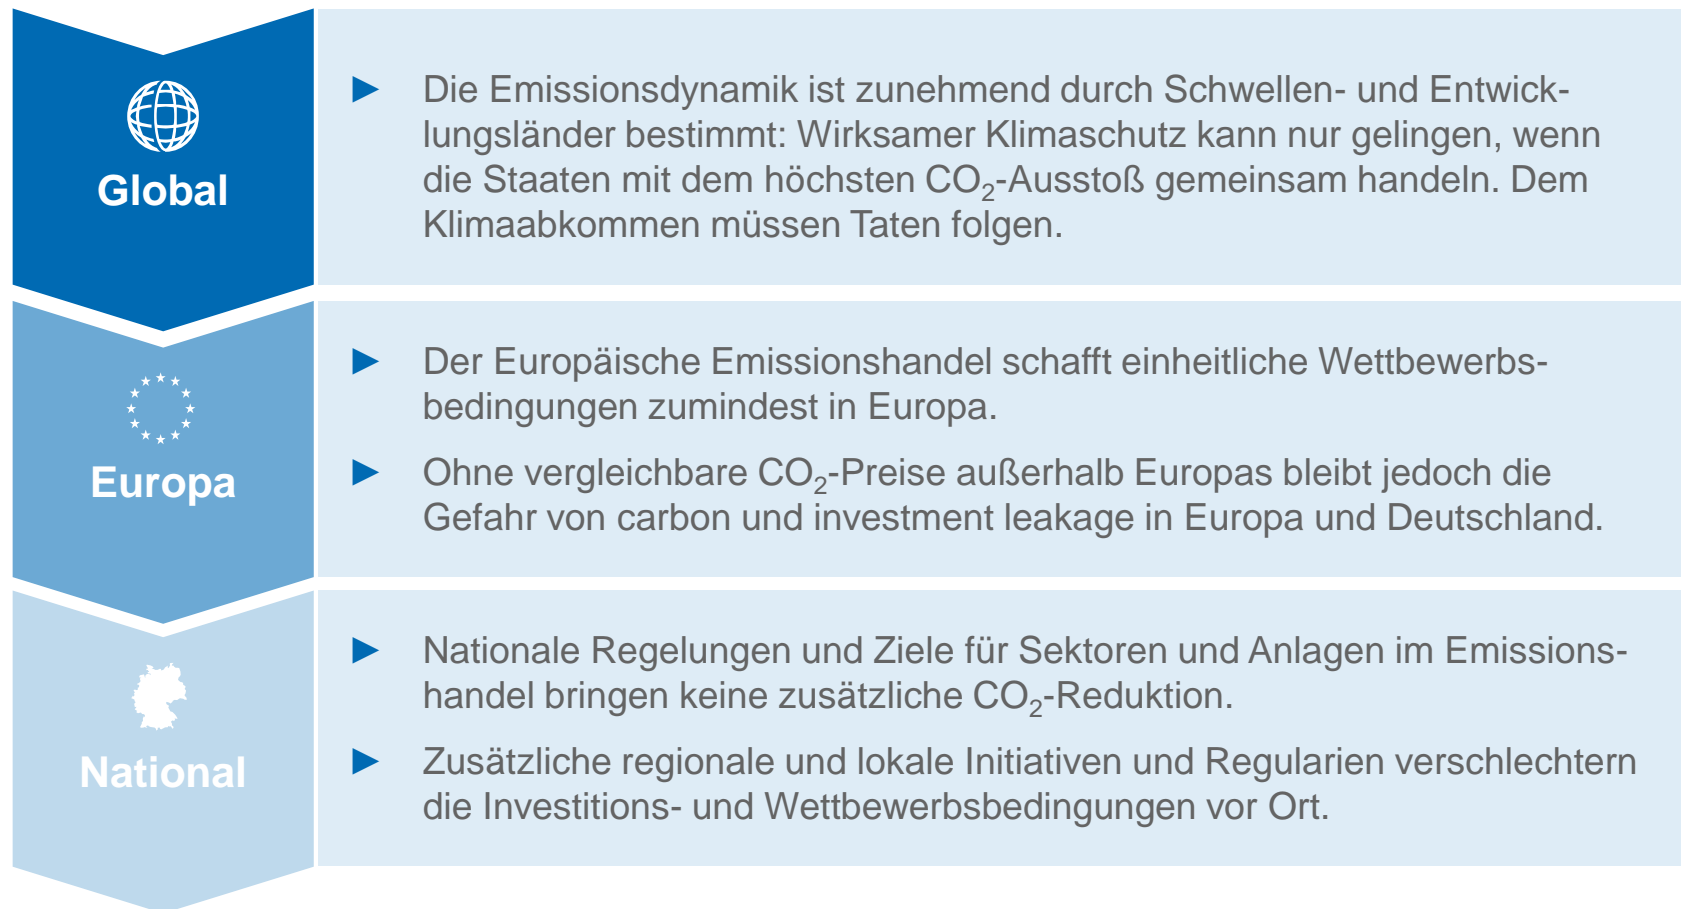 Global
Die Emissionsdynamik ist zunehmend durch Schwellen- und Entwick-
lungsländer bestimmt: Wirksamer Klimaschutz kann nur gelingen, wenn
die Staaten mit dem höchsten CO₂-Ausstoß gemeinsam handeln. Dem
Klimaabkommen müssen Taten folgen.
Europa
Der Europäische Emissionshandel schafft einheitliche Wettbewerbs-
bedingungen zumindest in Europa.
Ohne vergleichbare CO₂-Preise außerhalb Europas bleibt jedoch die
Gefahr von carbon und investment leakage in Europa und Deutschland.
National
Nationale Regelungen und Ziele für Sektoren und Anlagen im Emissions-
handel bringen keine zusätzliche CO₂-Reduktion.
Zusätzliche regionale und lokale Initiativen und Regularien verschlechtern
die Investitions- und Wettbewerbsbedingungen vor Ort.